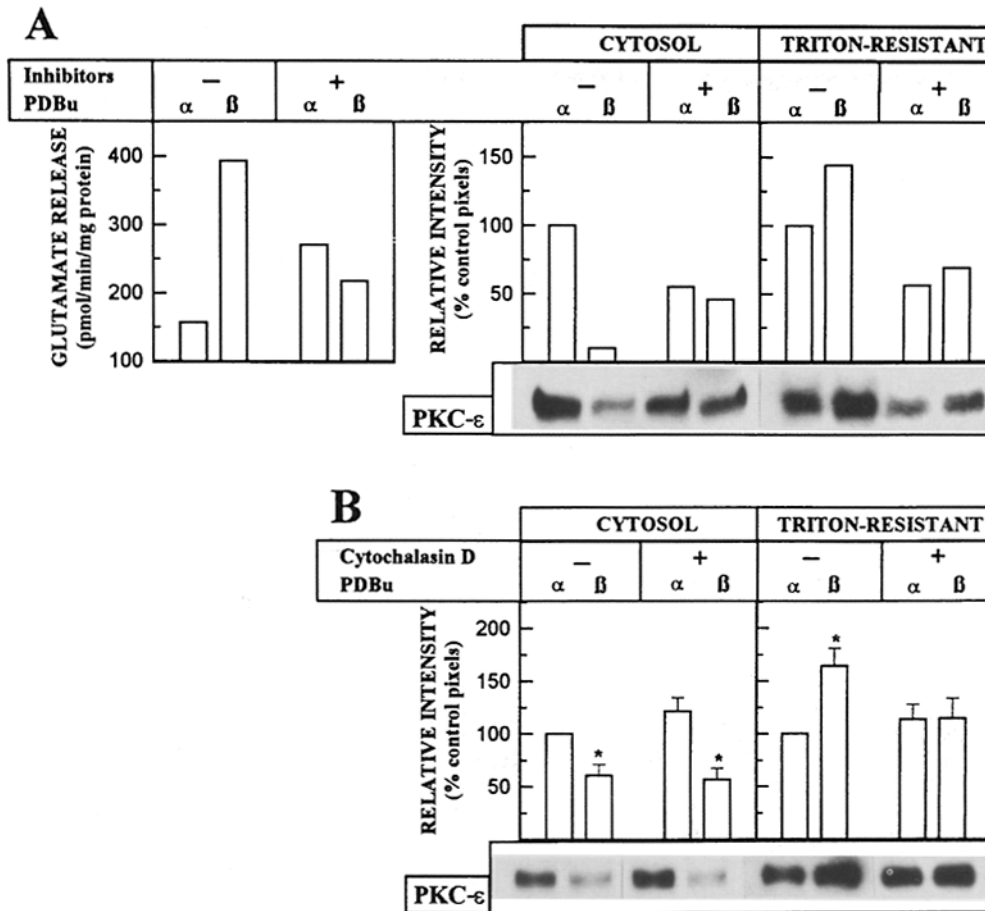 A
CYTOSOL TRITON-RESISTANT
Inhibitors − + − + − +
PDBu α ß α ß α ß α ß α ß α ß
GLUTAMATE RELEASE
(pmol/min/mg protein)
400
300
200
100
RELATIVE INTENSITY
(% control pixels)
150
100
50
PKC-ε
B
CYTOSOL TRITON-RESISTANT
Cytochalasin D − + − +
PDBu α ß α ß α ß α ß
RELATIVE INTENSITY
(% control pixels)
200
150
100
50
* * *
PKC-ε